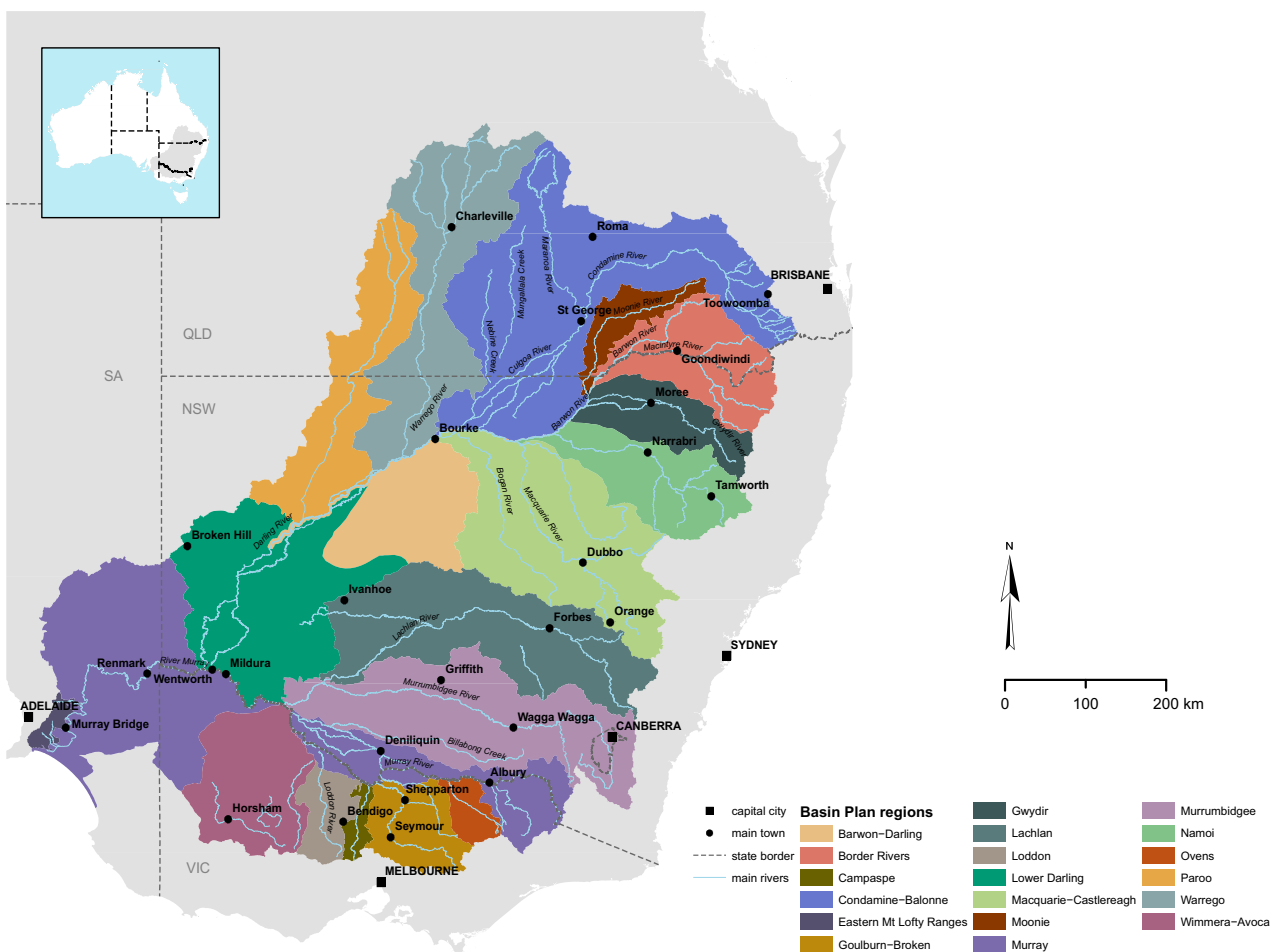 Charleville
Roma
Mungallala Creek
Maranoa River
Condamine River
BRISBANE
Toowoomba
St George
Moonie River
QLD
Nebine Creek
Culgoa River
Barwon River
Macintyre River
Goondiwindi
SA
NSW
Warrego River
Barwon River
Moree
Bourke
Gwydir River
Narrabri
Bogan River
Macquarie River
Tamworth
Broken Hill
Darling River
Dubbo
N
Ivanhoe
Lachlan River
Forbes
Orange
SYDNEY
Renmark
River Murray
Mildura
Wentworth
Griffith
Murrumbidgee River
0 100 200 km
ADELAIDE
Murray Bridge
Wagga Wagga
CANBERRA
Deniliquin
Billabong Creek
Murray River
Albury
Shepparton
Horsham
Loddon River
Bendigo
Seymour
VIC
MELBOURNE
capital city
main town
state border
main rivers
Basin Plan regions
Barwon−Darling
Border Rivers
Campaspe
Condamine−Balonne
Eastern Mt Lofty Ranges
Goulburn−Broken
Gwydir
Lachlan
Loddon
Lower Darling
Macquarie−Castlereagh
Moonie
Murray
Murrumbidgee
Namoi
Ovens
Paroo
Warrego
Wimmera−Avoca